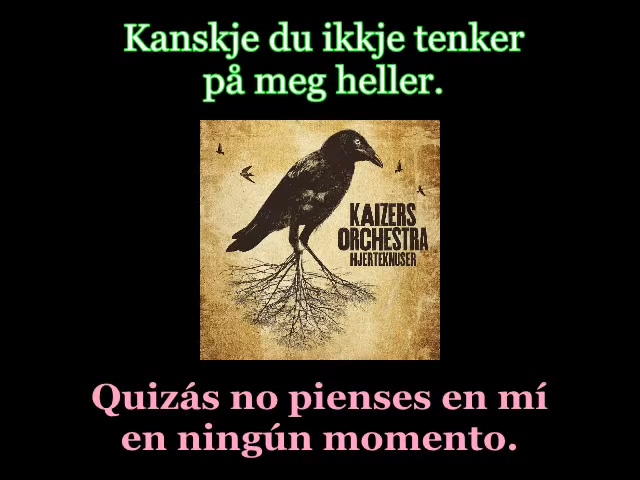 Kanskje du ikkje tenker
på meg heller.
KAIZERS
ORCHESTRA
HJERTEKNUSER
Quizás no pienses en mí
en ningún momento.